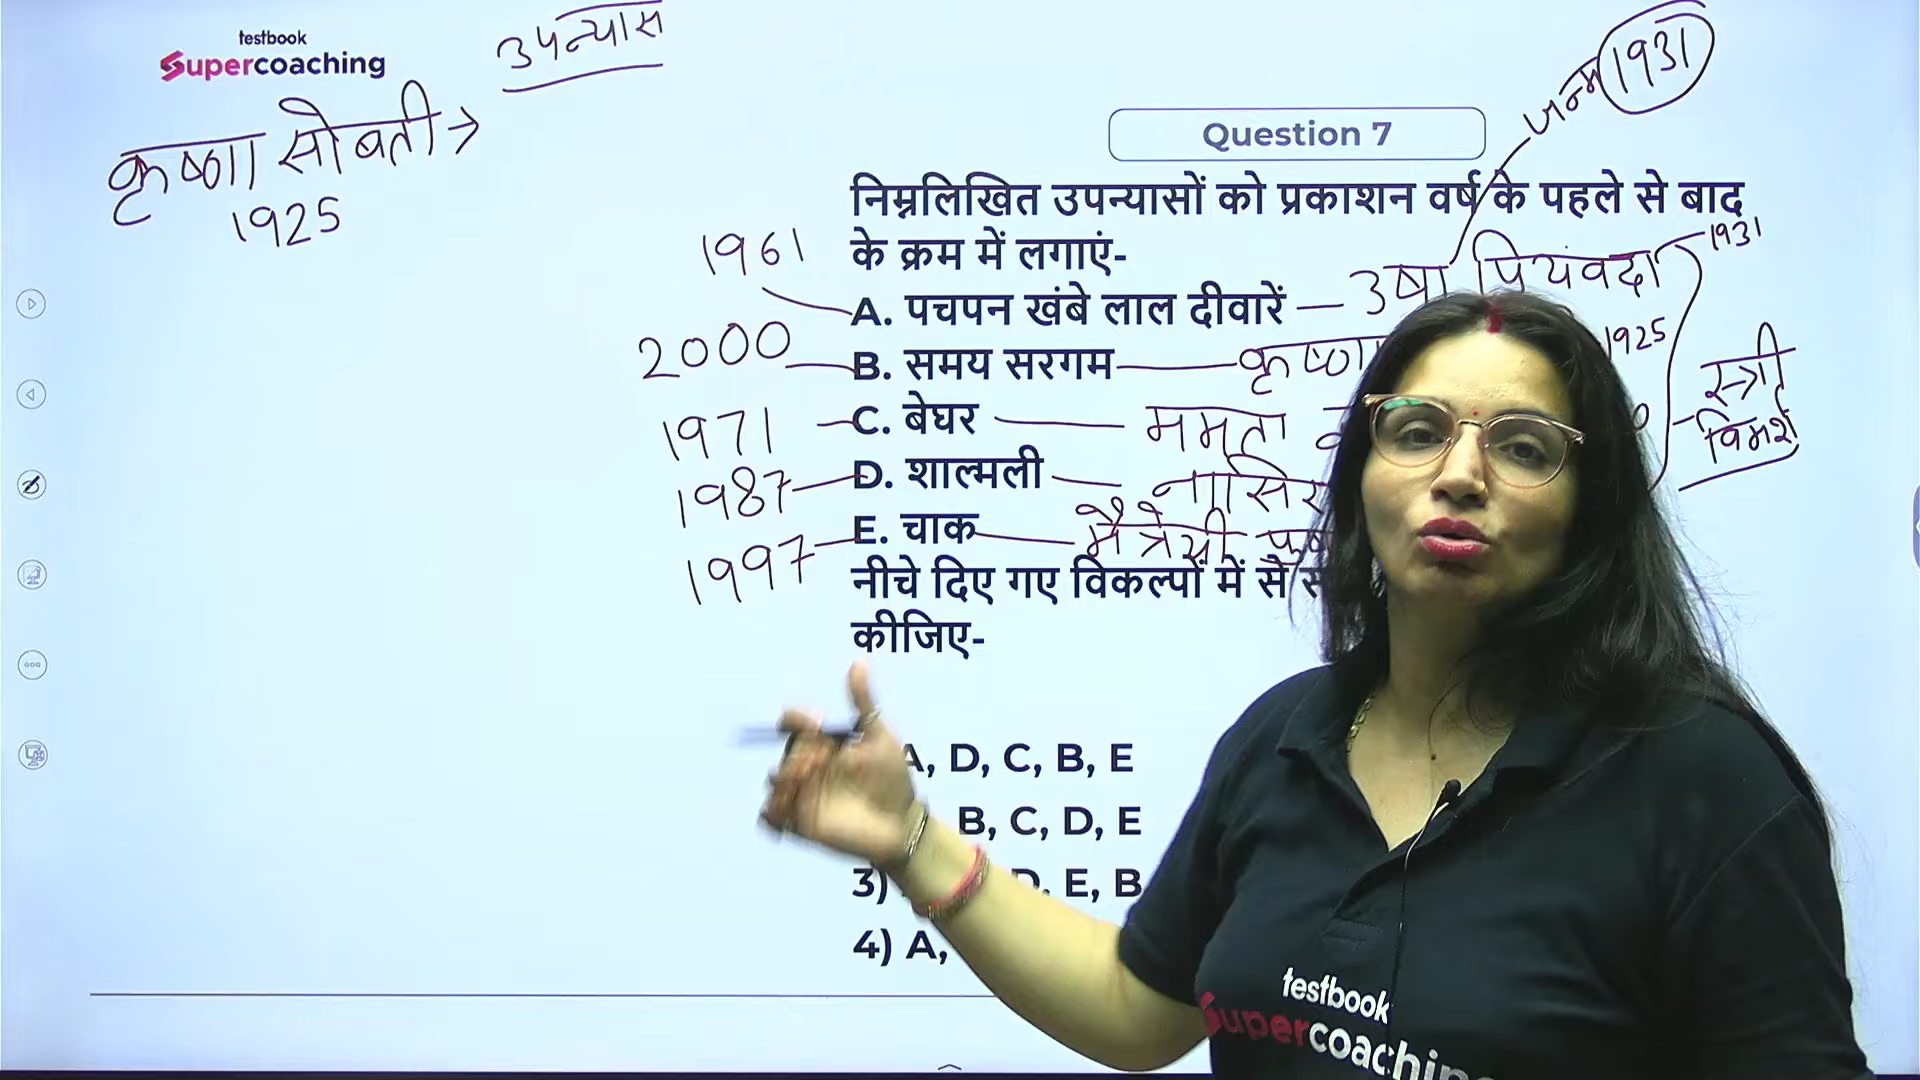 testbook
Supercoaching
उपन्यास
कृष्णा सोबती →
1925
जन्म 1931
Question 7
निम्नलिखित उपन्यासों को प्रकाशन वर्ष के पहले से बाद
के क्रम में लगाएं-
1961 A. पचपन खंबे लाल दीवारें — उषा प्रियंवदा 1931
2000 B. समय सरगम — कृष्णा 1925
1971 C. बेघर — ममता
1987 D. शाल्मली — नासिर
1997 E. चाक — मैत्रेयी
स्त्री
विमर्श
नीचे दिए गए विकल्पों में से
कीजिए-
A, D, C, B, E
B, C, D, E
3) D, E, B
4) A,
testbook
Supercoaching